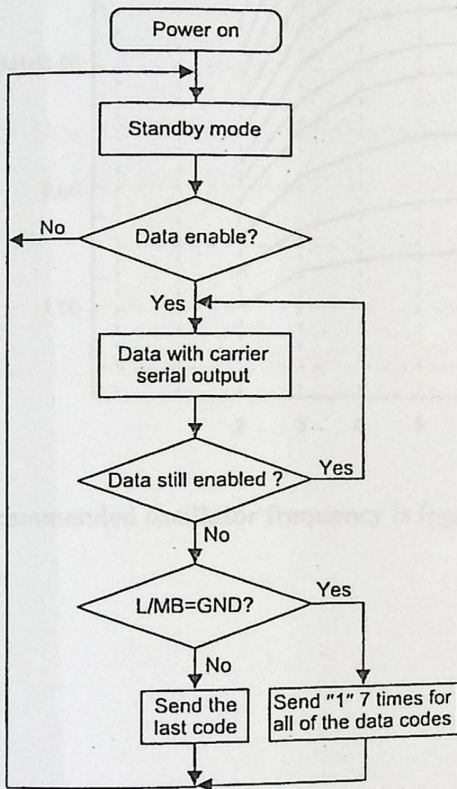 Power on
Standby mode
Data enable?
No
Yes
Data with carrier
serial output
Data still enabled ?
Yes
No
L/MB=GND?
Yes
No
Send the
last code
Send "1" 7 times for
all of the data codes